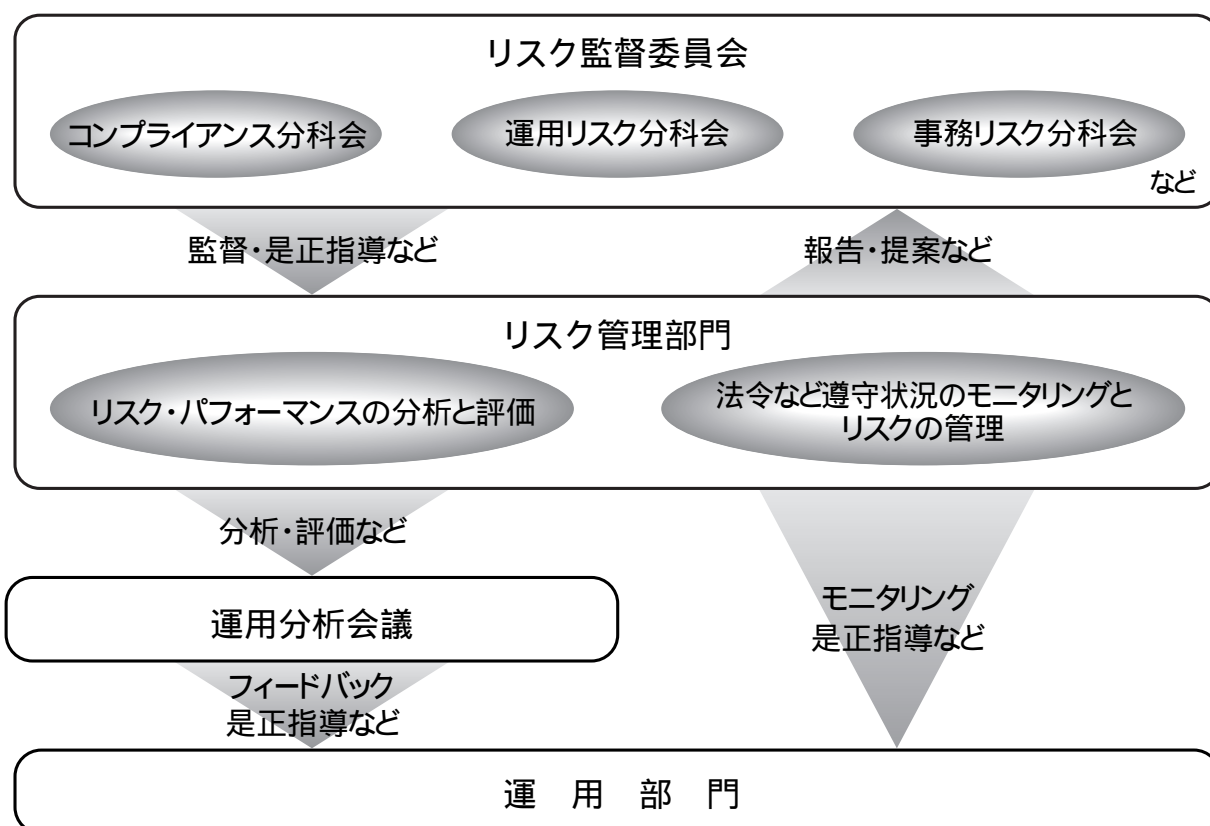 リスク監督委員会
コンプライアンス分科会
運用リスク分科会
事務リスク分科会
など
監督・是正指導など
報告・提案など
リスク管理部門
リスク・パフォーマンスの分析と評価
法令など遵守状況のモニタリングと
リスクの管理
分析・評価など
運用分析会議
モニタリング
是正指導など
フィードバック
是正指導など
運 用 部 門